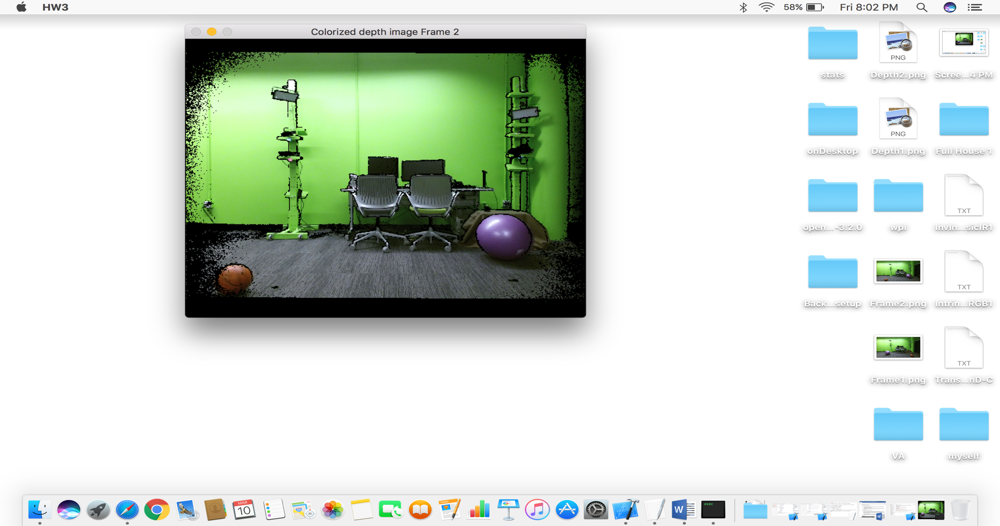 HW3
58%
Fri 8:02 PM
Colorized depth image Frame 2
PNG
stats
Depth2.png
Scree...4 PM
PNG
onDesktop
Depth1.png
Full House 1
TXT
open...-3.2.0
wpl
InvIn...sicIR1
TXT
Back...setup
Frame2.png
Intrin...RGB1
TXT
Frame1.png
Trans...nD-C
VA
myself
MAR
10
3D
PAGES
W
exec
W